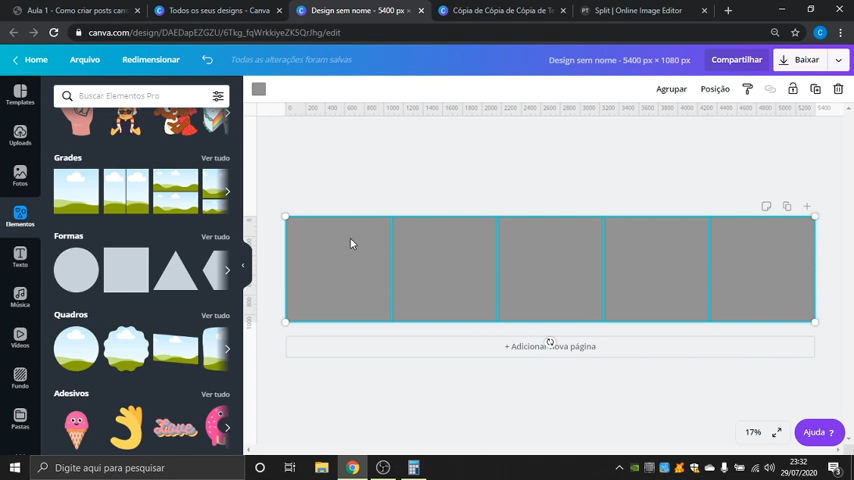 Aula 1 - Como criar posts carr
Todos os seus designs - Canva
Design sem nome - 5400 px ×
Cópia de Cópia de Cópia de Te
Split | Online Image Editor
canva.com/design/DAEDapEZGZU/6Tkg_fqWrkkiyeZK5QrJhg/edit
Home
Arquivo
Redimensionar
Todas as alterações foram salvas
Design sem nome - 5400 px × 1080 px
Compartilhar
Baixar
Templates
Uploads
Fotos
Elementos
Texto
Música
Vídeos
Fundo
Pastas
Buscar Elementos Pro
Grades
Ver tudo
Formas
Ver tudo
Quadros
Ver tudo
Adesivos
Ver tudo
Love
Agrupar
Posição
0 200 400 600 800 1000 1200 1400 1600 1800 2000 2200 2400 2600 2800 3000 3200 3400 3600 3800 4000 4200 4400 4600 4800 5000 5200 5400
0
800
1000
+ Adicionar nova página
17%
Ajuda ?
Digite aqui para pesquisar
23:32
29/07/2020
3